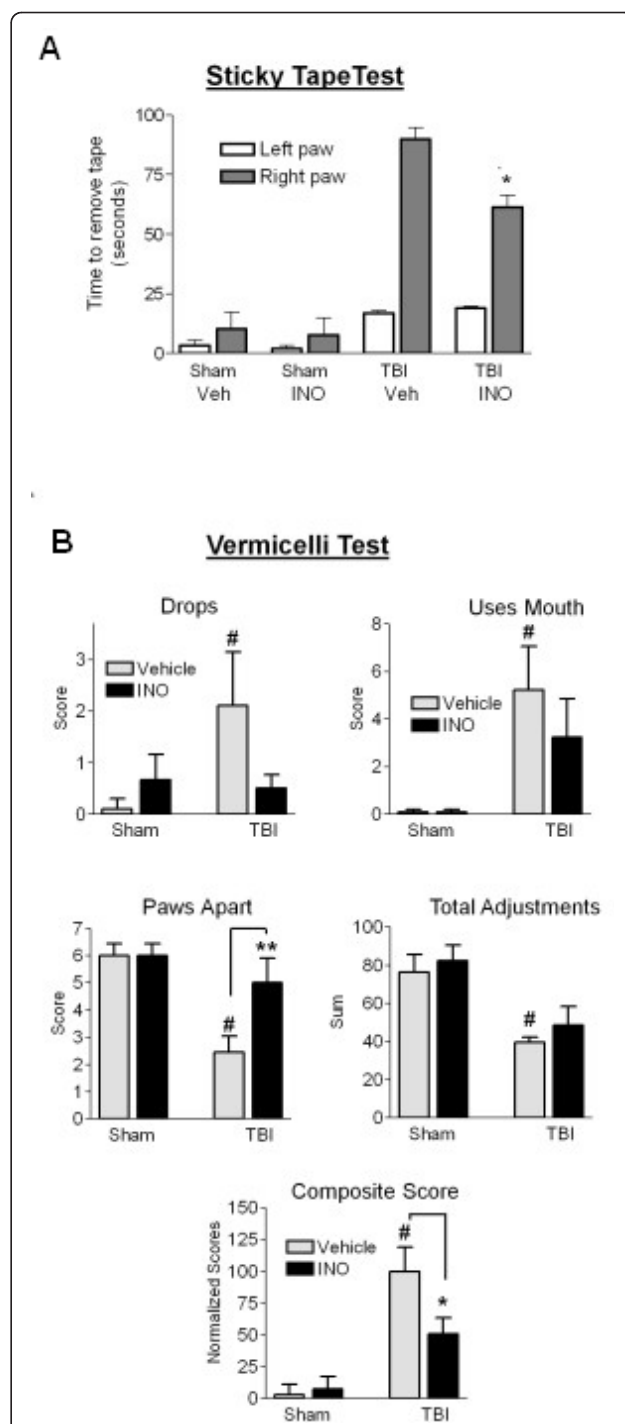 A
Sticky TapeTest
Time to remove tape
(seconds)
100
75
50
25
0
Left paw
Right paw
*
Sham
Veh
Sham
INO
TBI
Veh
TBI
INO
B
Vermicelli Test
Drops
Score
3
2
1
0
Vehicle
INO
#
Sham
TBI
Uses Mouth
Score
8
6
4
2
0
Vehicle
INO
#
Sham
TBI
Paws Apart
Score
7
6
5
4
3
2
1
0
#
**
Sham
TBI
Total Adjustments
Sum
100
80
60
40
20
0
#
Sham
TBI
Composite Score
Normalized Scores
150
125
100
75
50
25
0
Vehicle
INO
#
*
Sham
TBI